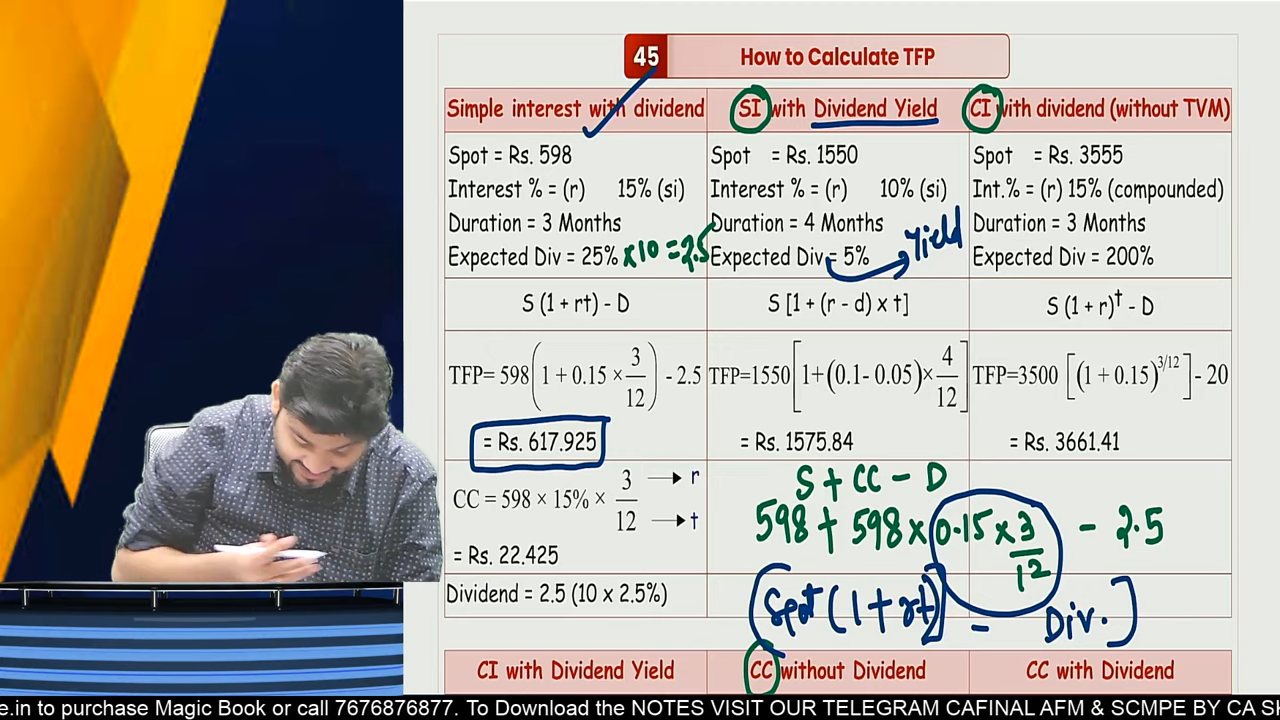 45 How to Calculate TFP
Simple interest with dividend
Spot = Rs. 598
Interest % = (r) 15% (si)
Duration = 3 Months
Expected Div = 25% ×10 = 2.5
S (1 + rt) - D
TFP= 598(1 + 0.15 × 3/12) - 2.5
= Rs. 617.925
CC = 598 × 15% × 3/12 → r → t
= Rs. 22.425
Dividend = 2.5 (10 x 2.5%)
SI with Dividend Yield
Spot = Rs. 1550
Interest % = (r) 10% (si)
Duration = 4 Months
Expected Div = 5% Yield
S [1 + (r - d) x t]
TFP=1550[1+(0.1- 0.05)× 4/12]
= Rs. 1575.84
CI with dividend (without TVM)
Spot = Rs. 3555
Int.% = (r) 15% (compounded)
Duration = 3 Months
Expected Div = 200%
S (1 + r)^t - D
TFP=3500 [(1 + 0.15)^3/12] - 20
= Rs. 3661.41
S + CC - D
598 + 598 × 0.15 × 3/12 - 2.5
[Spot (1 + rt) - Div.]
CI with Dividend Yield
CC without Dividend
CC with Dividend
e.in to purchase Magic Book or call 7676876877. To Download the NOTES VISIT OUR TELEGRAM CAFINAL AFM & SCMPE BY CA SH